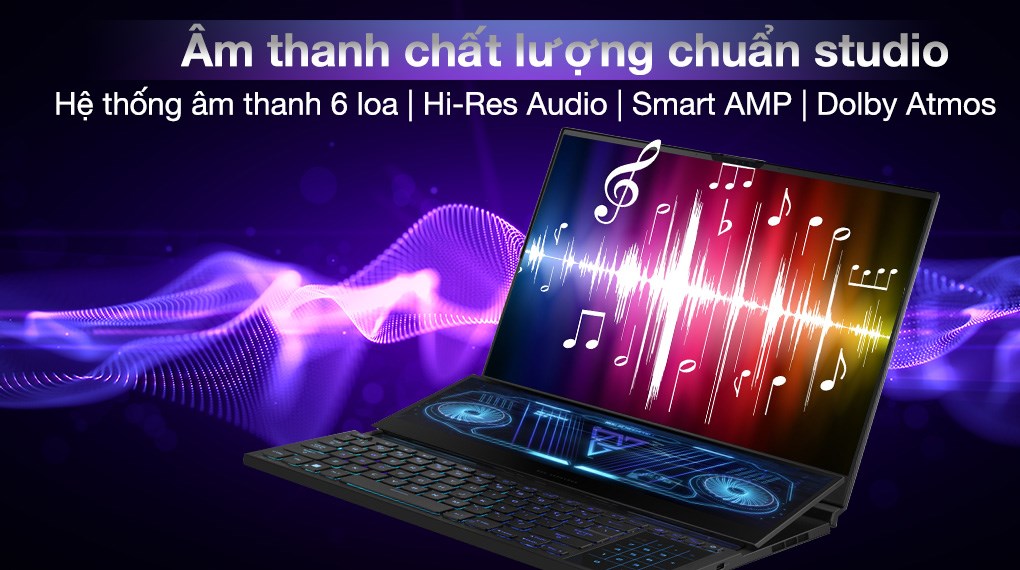 Âm thanh chất lượng chuẩn studio
Hệ thống âm thanh 6 loa | Hi-Res Audio | Smart AMP | Dolby Atmos